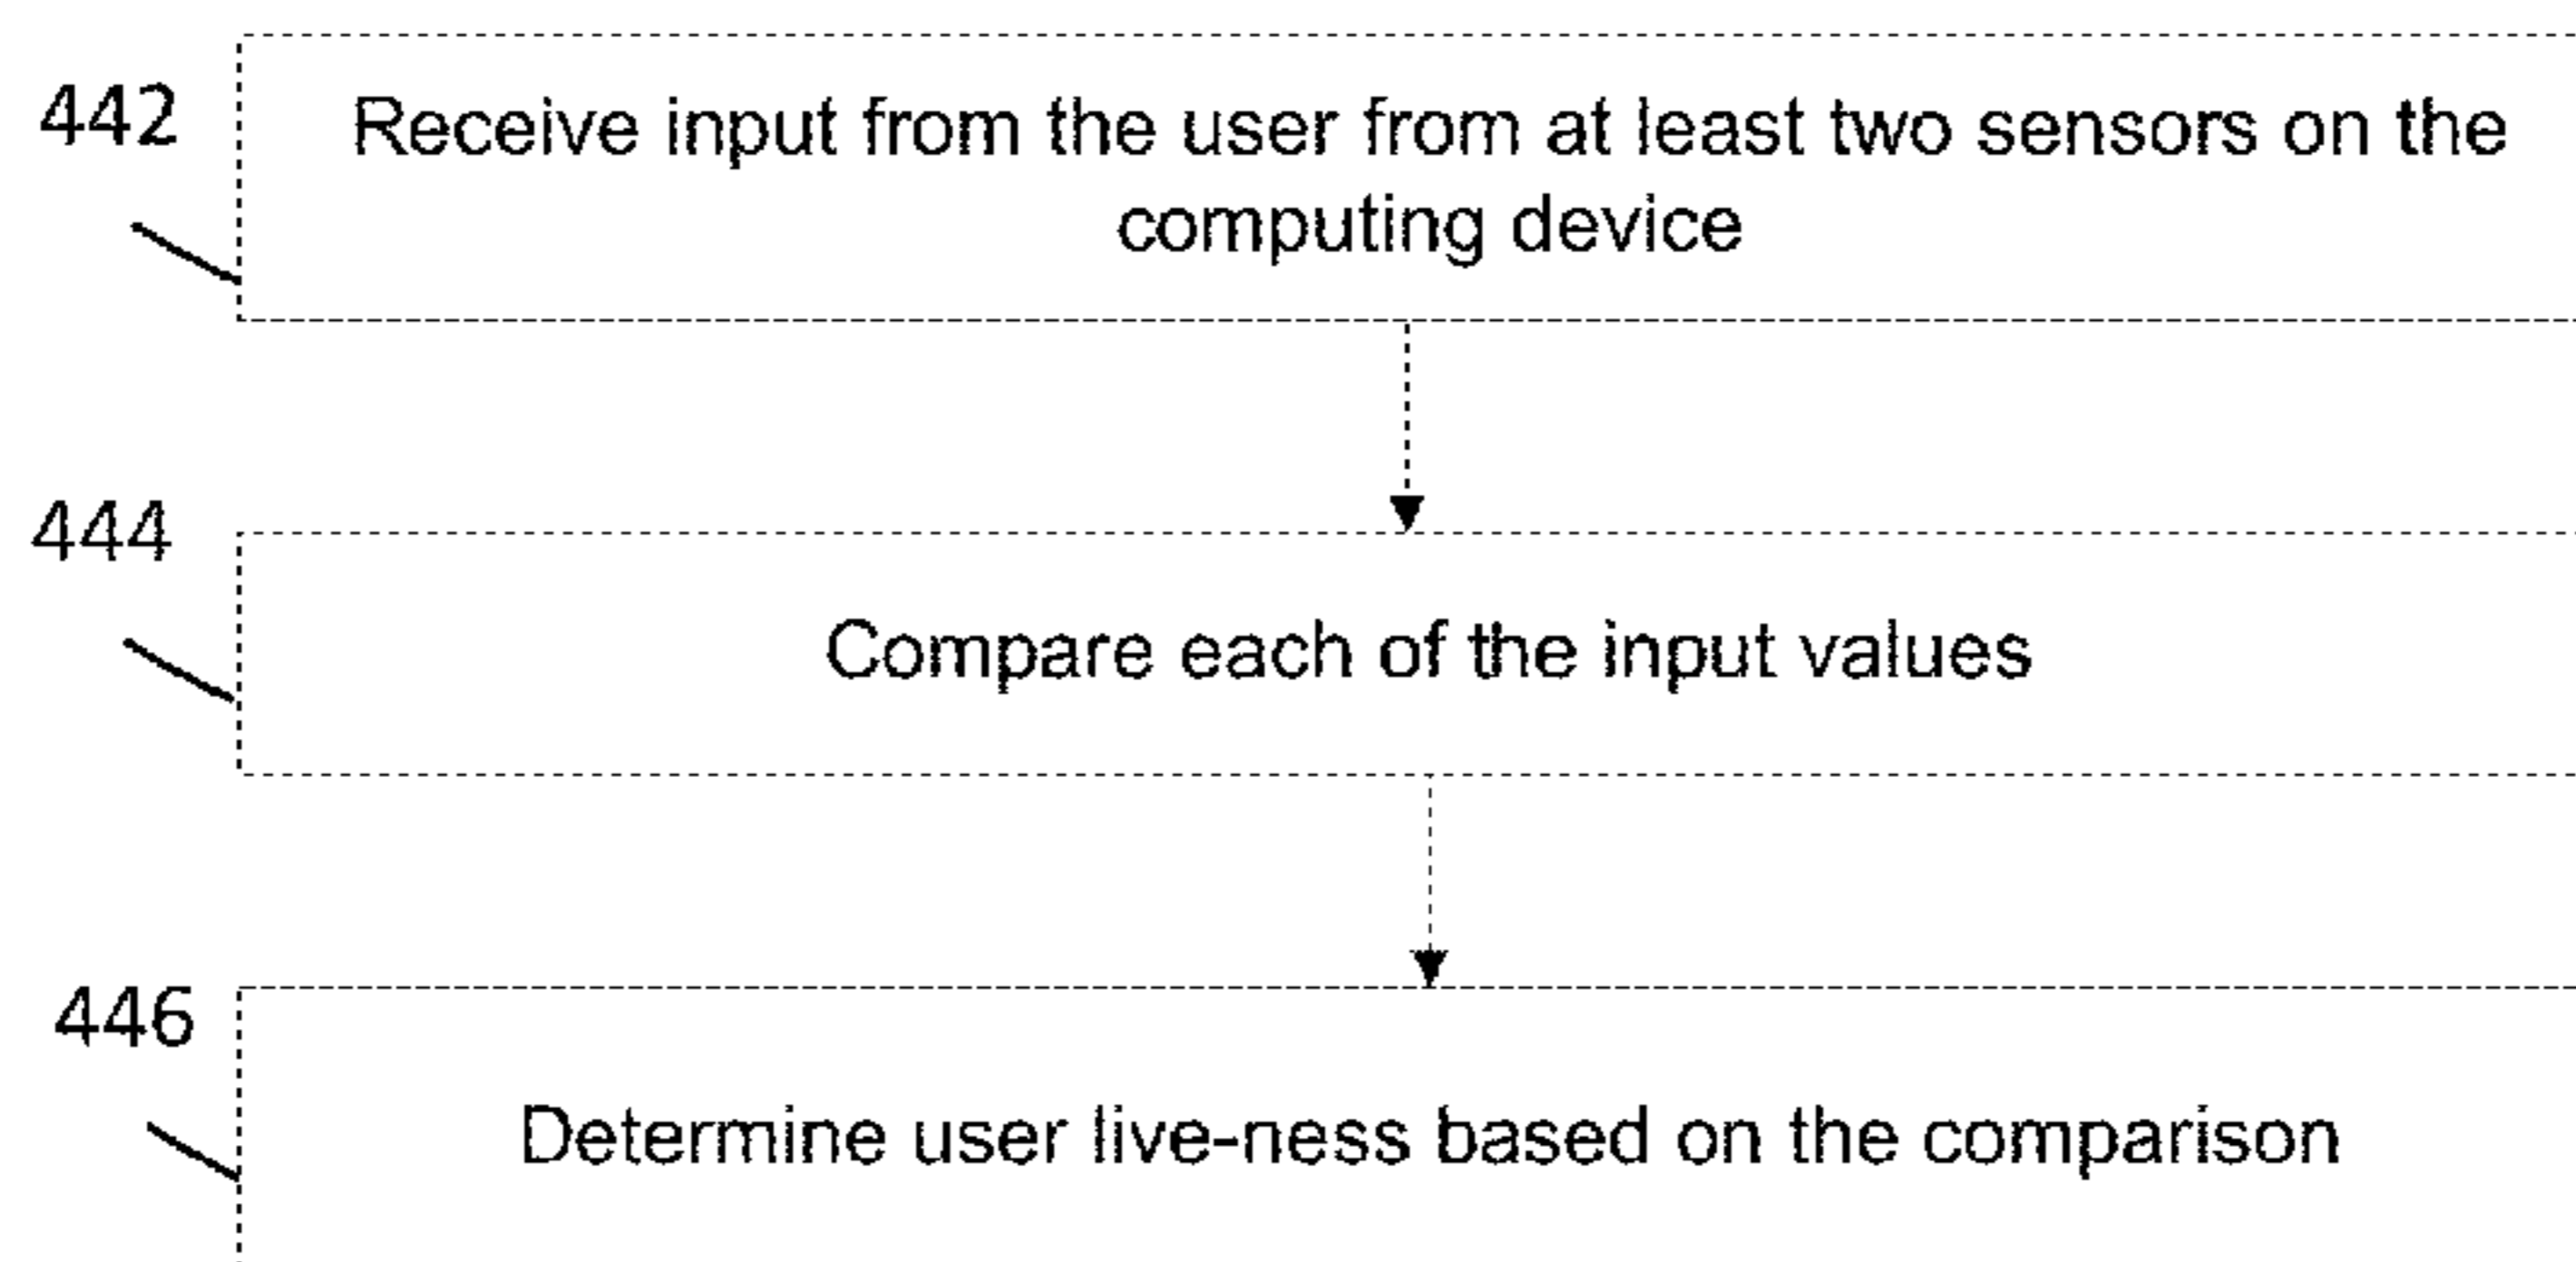 442
Receive input from the user from at least two sensors on the
computing device
444
Compare each of the input values
446
Determine user live-ness based on the comparison